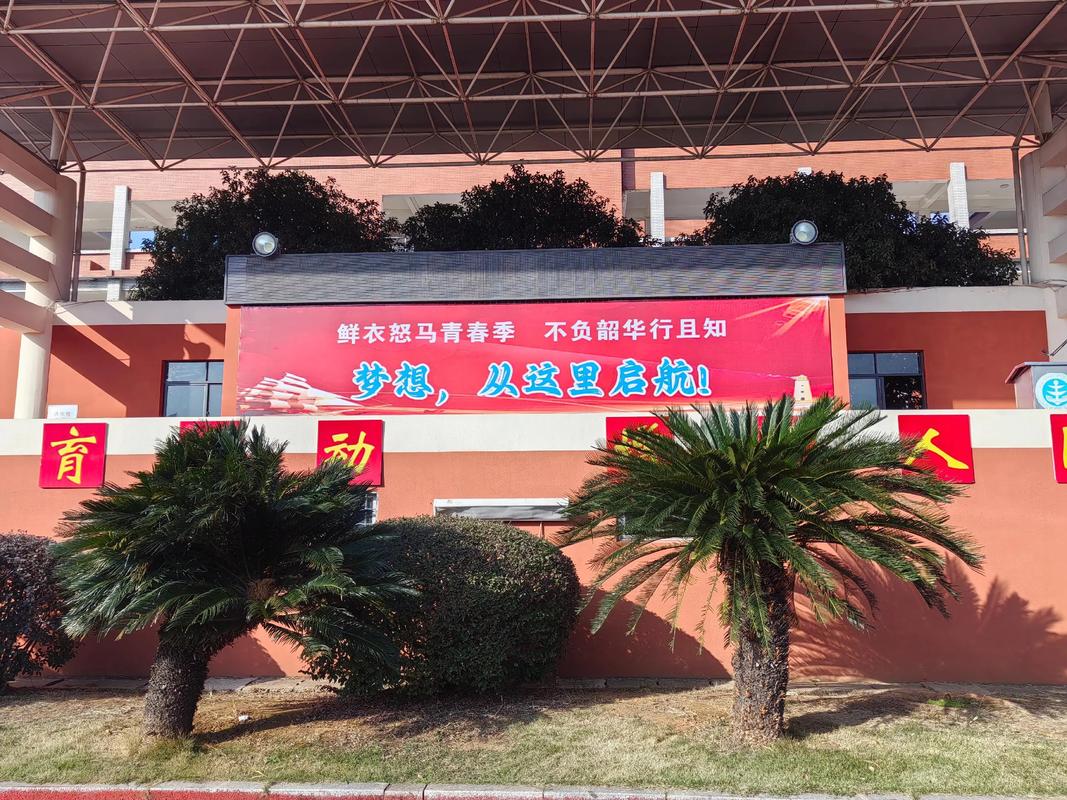 鲜衣怒马青春季 不负韶华行且知
梦想，从这里启航！
育 动 人